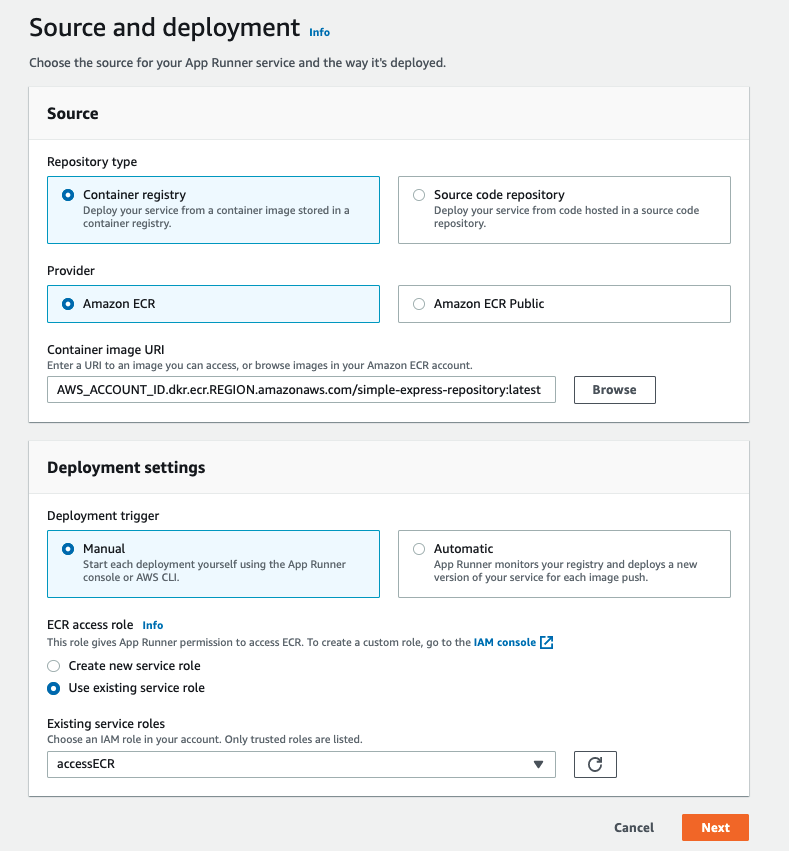 Source and deployment Info
Choose the source for your App Runner service and the way it's deployed.
Source
Repository type
Container registry
Deploy your service from a container image stored in a
container registry.
Source code repository
Deploy your service from code hosted in a source code
repository.
Provider
Amazon ECR
Amazon ECR Public
Container image URI
Enter a URI to an image you can access, or browse images in your Amazon ECR account.
AWS_ACCOUNT_ID.dkr.ecr.REGION.amazonaws.com/simple-express-repository:latest
Browse
Deployment settings
Deployment trigger
Manual
Start each deployment yourself using the App Runner
console or AWS CLI.
Automatic
App Runner monitors your registry and deploys a new
version of your service for each image push.
ECR access role Info
This role gives App Runner permission to access ECR. To create a custom role, go to the IAM console
Create new service role
Use existing service role
Existing service roles
Choose an IAM role in your account. Only trusted roles are listed.
accessECR
Cancel
Next